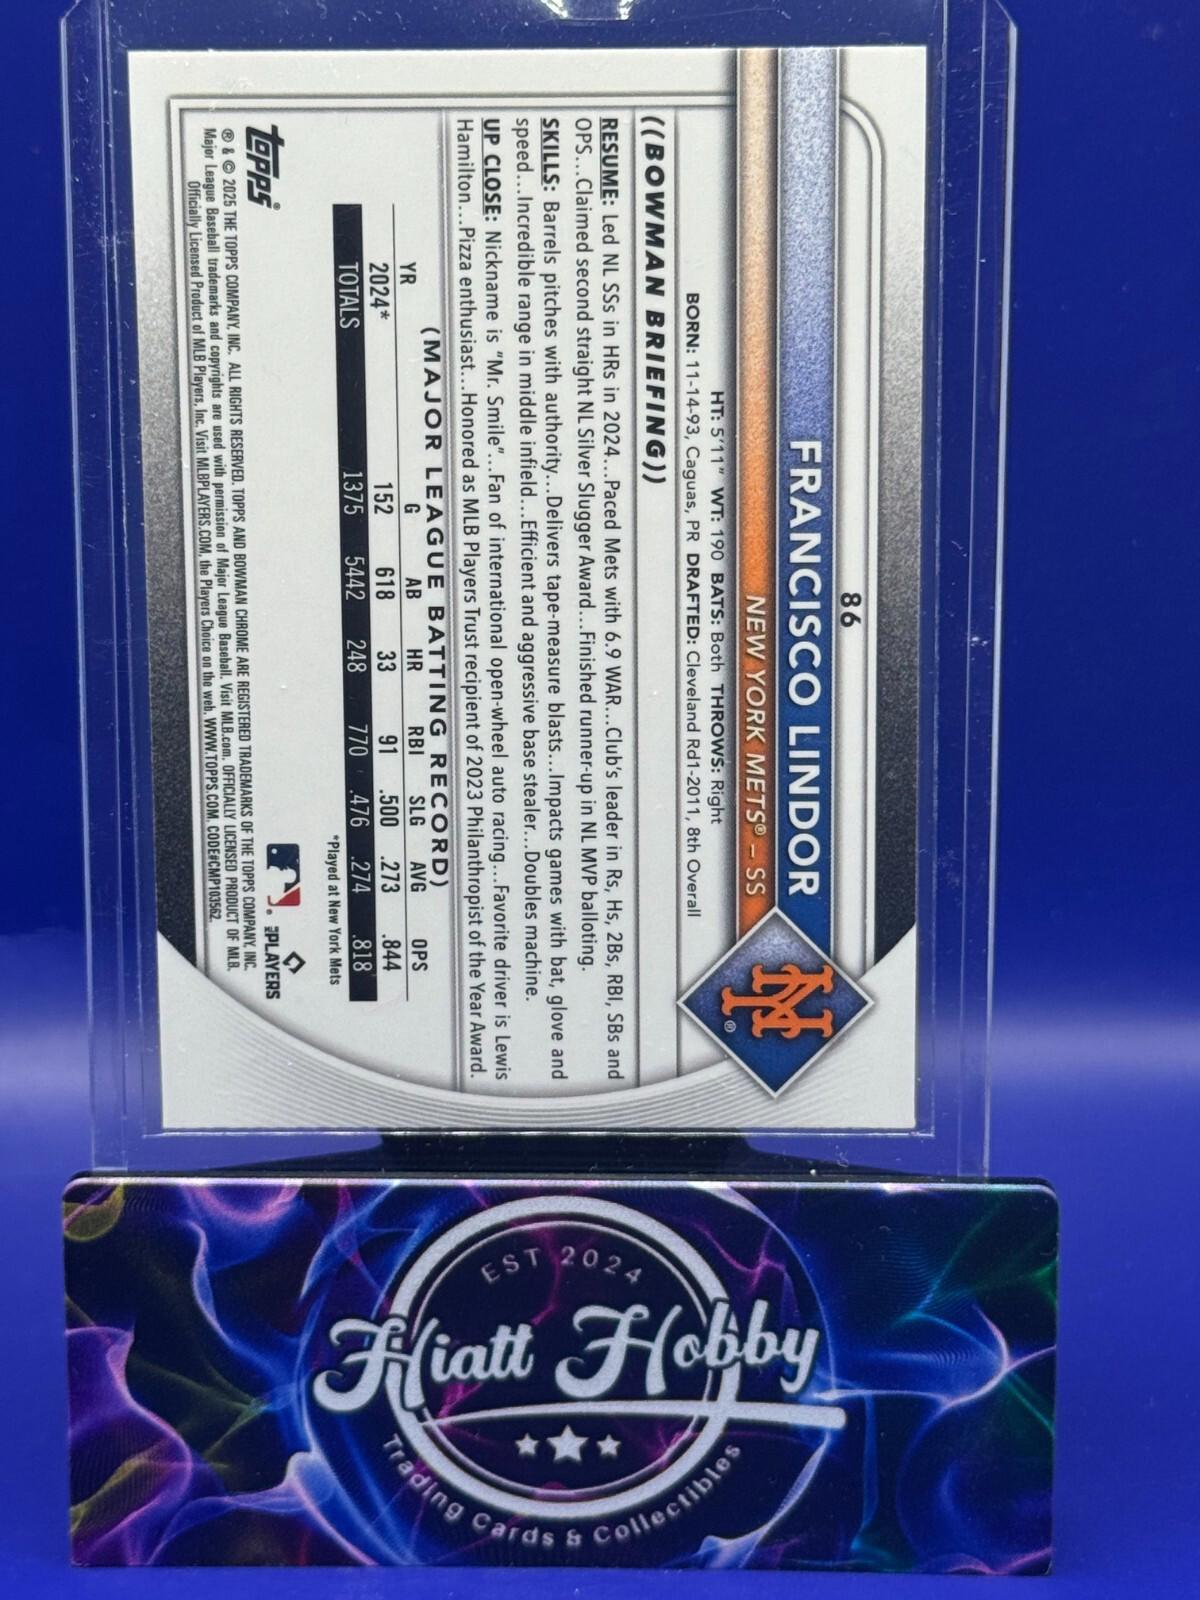 86
FRANCISCO LINDOR
NEW YORK METS® – SS
HT: 5'11" WT: 190 BATS: Both THROWS: Right
BORN: 11-14-93, Caguas, PR DRAFTED: Cleveland Rd1-2011, 8th Overall
((BOWMAN BRIEFING))
RESUME: Led NL SSs in HRs in 2024...Paced Mets with 6.9 WAR...Club's leader in Rs, Hs, 2Bs, RBI, SBs and
OPS...Claimed second straight NL Silver Slugger Award...Finished runner-up in NL MVP balloting.
SKILLS: Barrels pitches with authority...Delivers tape-measure blasts...Impacts games with bat, glove and
speed...Incredible range in middle infield...Efficient and aggressive base stealer...Doubles machine.
UP CLOSE: Nickname is "Mr. Smile"...Fan of international open-wheel auto racing...Favorite driver is Lewis
Hamilton...Pizza enthusiast...Honored as MLB Players Trust recipient of 2023 Philanthropist of the Year Award.
(MAJOR LEAGUE BATTING RECORD)
YR G AB HR RBI SLG AVG OPS
2024* 152 618 33 91 .500 .273 .844
TOTALS 1375 5442 248 770 .476 .274 .818
*Played at New York Mets
topps®
MLB PLAYERS
® & © 2025 THE TOPPS COMPANY, INC. ALL RIGHTS RESERVED. TOPPS AND BOWMAN CHROME ARE REGISTERED TRADEMARKS OF THE TOPPS COMPANY, INC.
Major League Baseball trademarks and copyrights are used with permission of Major League Baseball. Visit MLB.com. OFFICIALLY LICENSED PRODUCT OF MLB.
Officially Licensed Product of MLB Players, Inc. Visit MLBPLAYERS.COM, the Players Choice on the web. WWW.TOPPS.COM. CODE#CMP103562.
NY®
EST 2024
Hiatt Hobby
Trading Cards & Collectibles